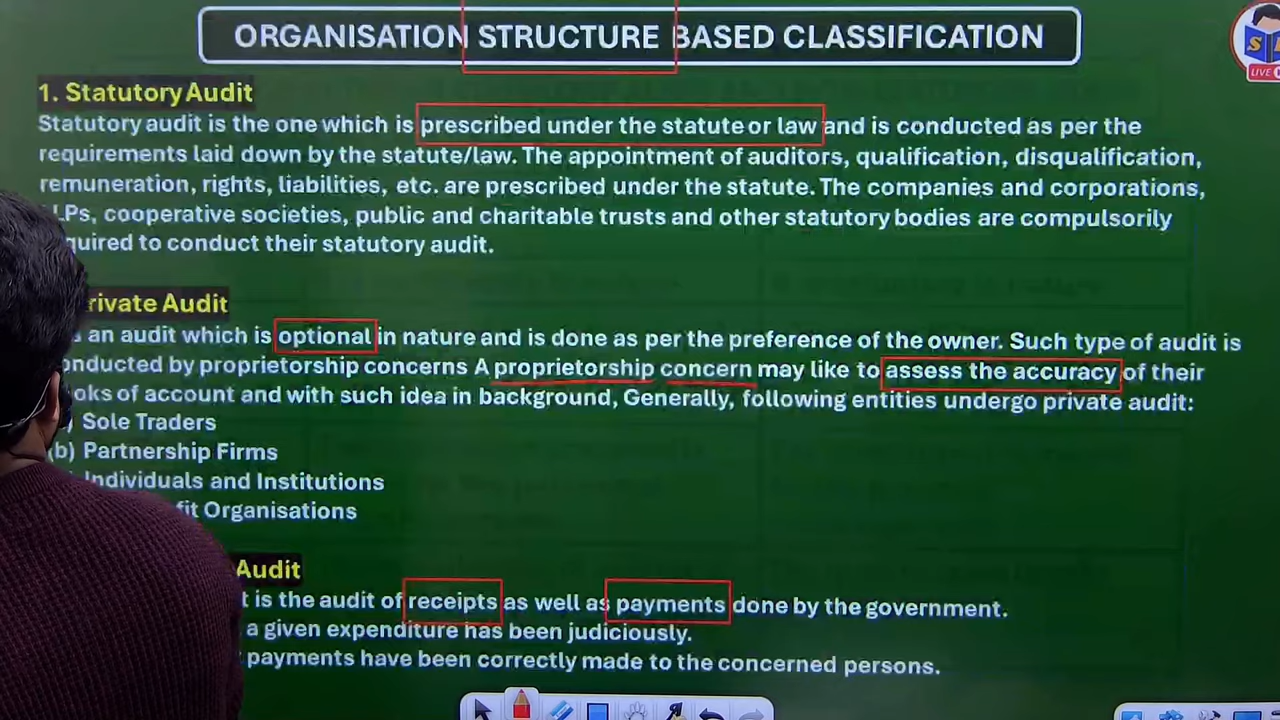 ORGANISATION STRUCTURE BASED CLASSIFICATION
LIVE
1. Statutory Audit
Statutory audit is the one which is prescribed under the statute or law and is conducted as per the
requirements laid down by the statute/law. The appointment of auditors, qualification, disqualification,
remuneration, rights, liabilities, etc. are prescribed under the statute. The companies and corporations,
LPs, cooperative societies, public and charitable trusts and other statutory bodies are compulsorily
quired to conduct their statutory audit.
rivate Audit
an audit which is optional in nature and is done as per the preference of the owner. Such type of audit is
onducted by proprietorship concerns A proprietorship concern may like to assess the accuracy of their
oks of account and with such idea in background, Generally, following entities undergo private audit:
) Sole Traders
(b) Partnership Firms
Individuals and Institutions
fit Organisations
Audit
t is the audit of receipts as well as payments done by the government.
a given expenditure has been judiciously.
payments have been correctly made to the concerned persons.